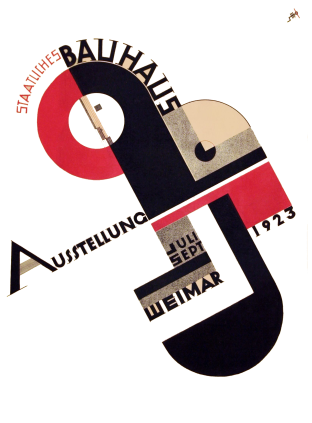 STAATLICHES
BAUHAUS
AUSSTELLUNG
JULI
SEPT
1923
WEIMAR